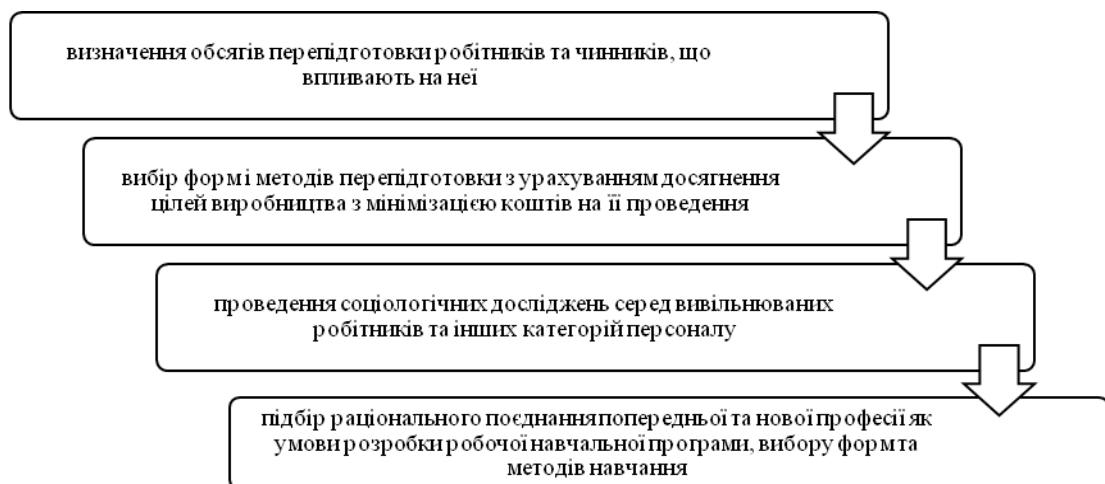 визначення обсягів перепідготовки робітників та чинників, що
впливають на неї
вибір форм і методів перепідготовки з урахуванням досягнення
цілей виробництва з мінімізацією коштів на її проведення
проведення соціологічних досліджень серед вивільнюваних
робітників та інших категорій персоналу
підбір раціонального поєднання попередньої та нової професії як
умови розробки робочої навчальної програми, вибору форм та
методів навчання